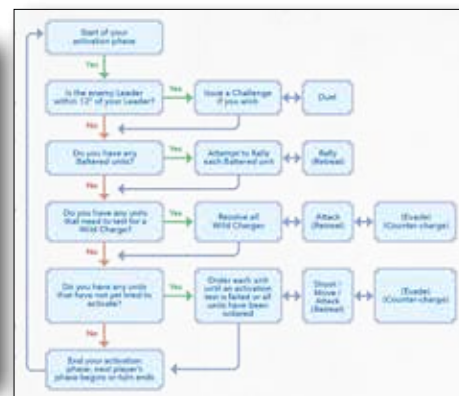 Start of your
activation phase
Yes
Is the enemy Leader
within 12" of your Leader?
Yes
Issue a Challenge
if you wish
Duel
No
Do you have any
Battered units?
Yes
Attempt to Rally
each Battered unit
Rally
(Retreat)
No
Do you have any units
that need to test for a
Wild Charge?
Yes
Resolve all
Wild Charges
Attack
(Retreat)
(Evade)
(Counter-charge)
No
Do you have any units
that have not yet tried to
activate?
Yes
Order each unit
until an activation
test is failed or all
units have been
ordered
Shoot /
Move /
Attack
(Retreat)
(Evade)
(Counter-charge)
No
End your activation
phase; next player's
phase begins or turn ends